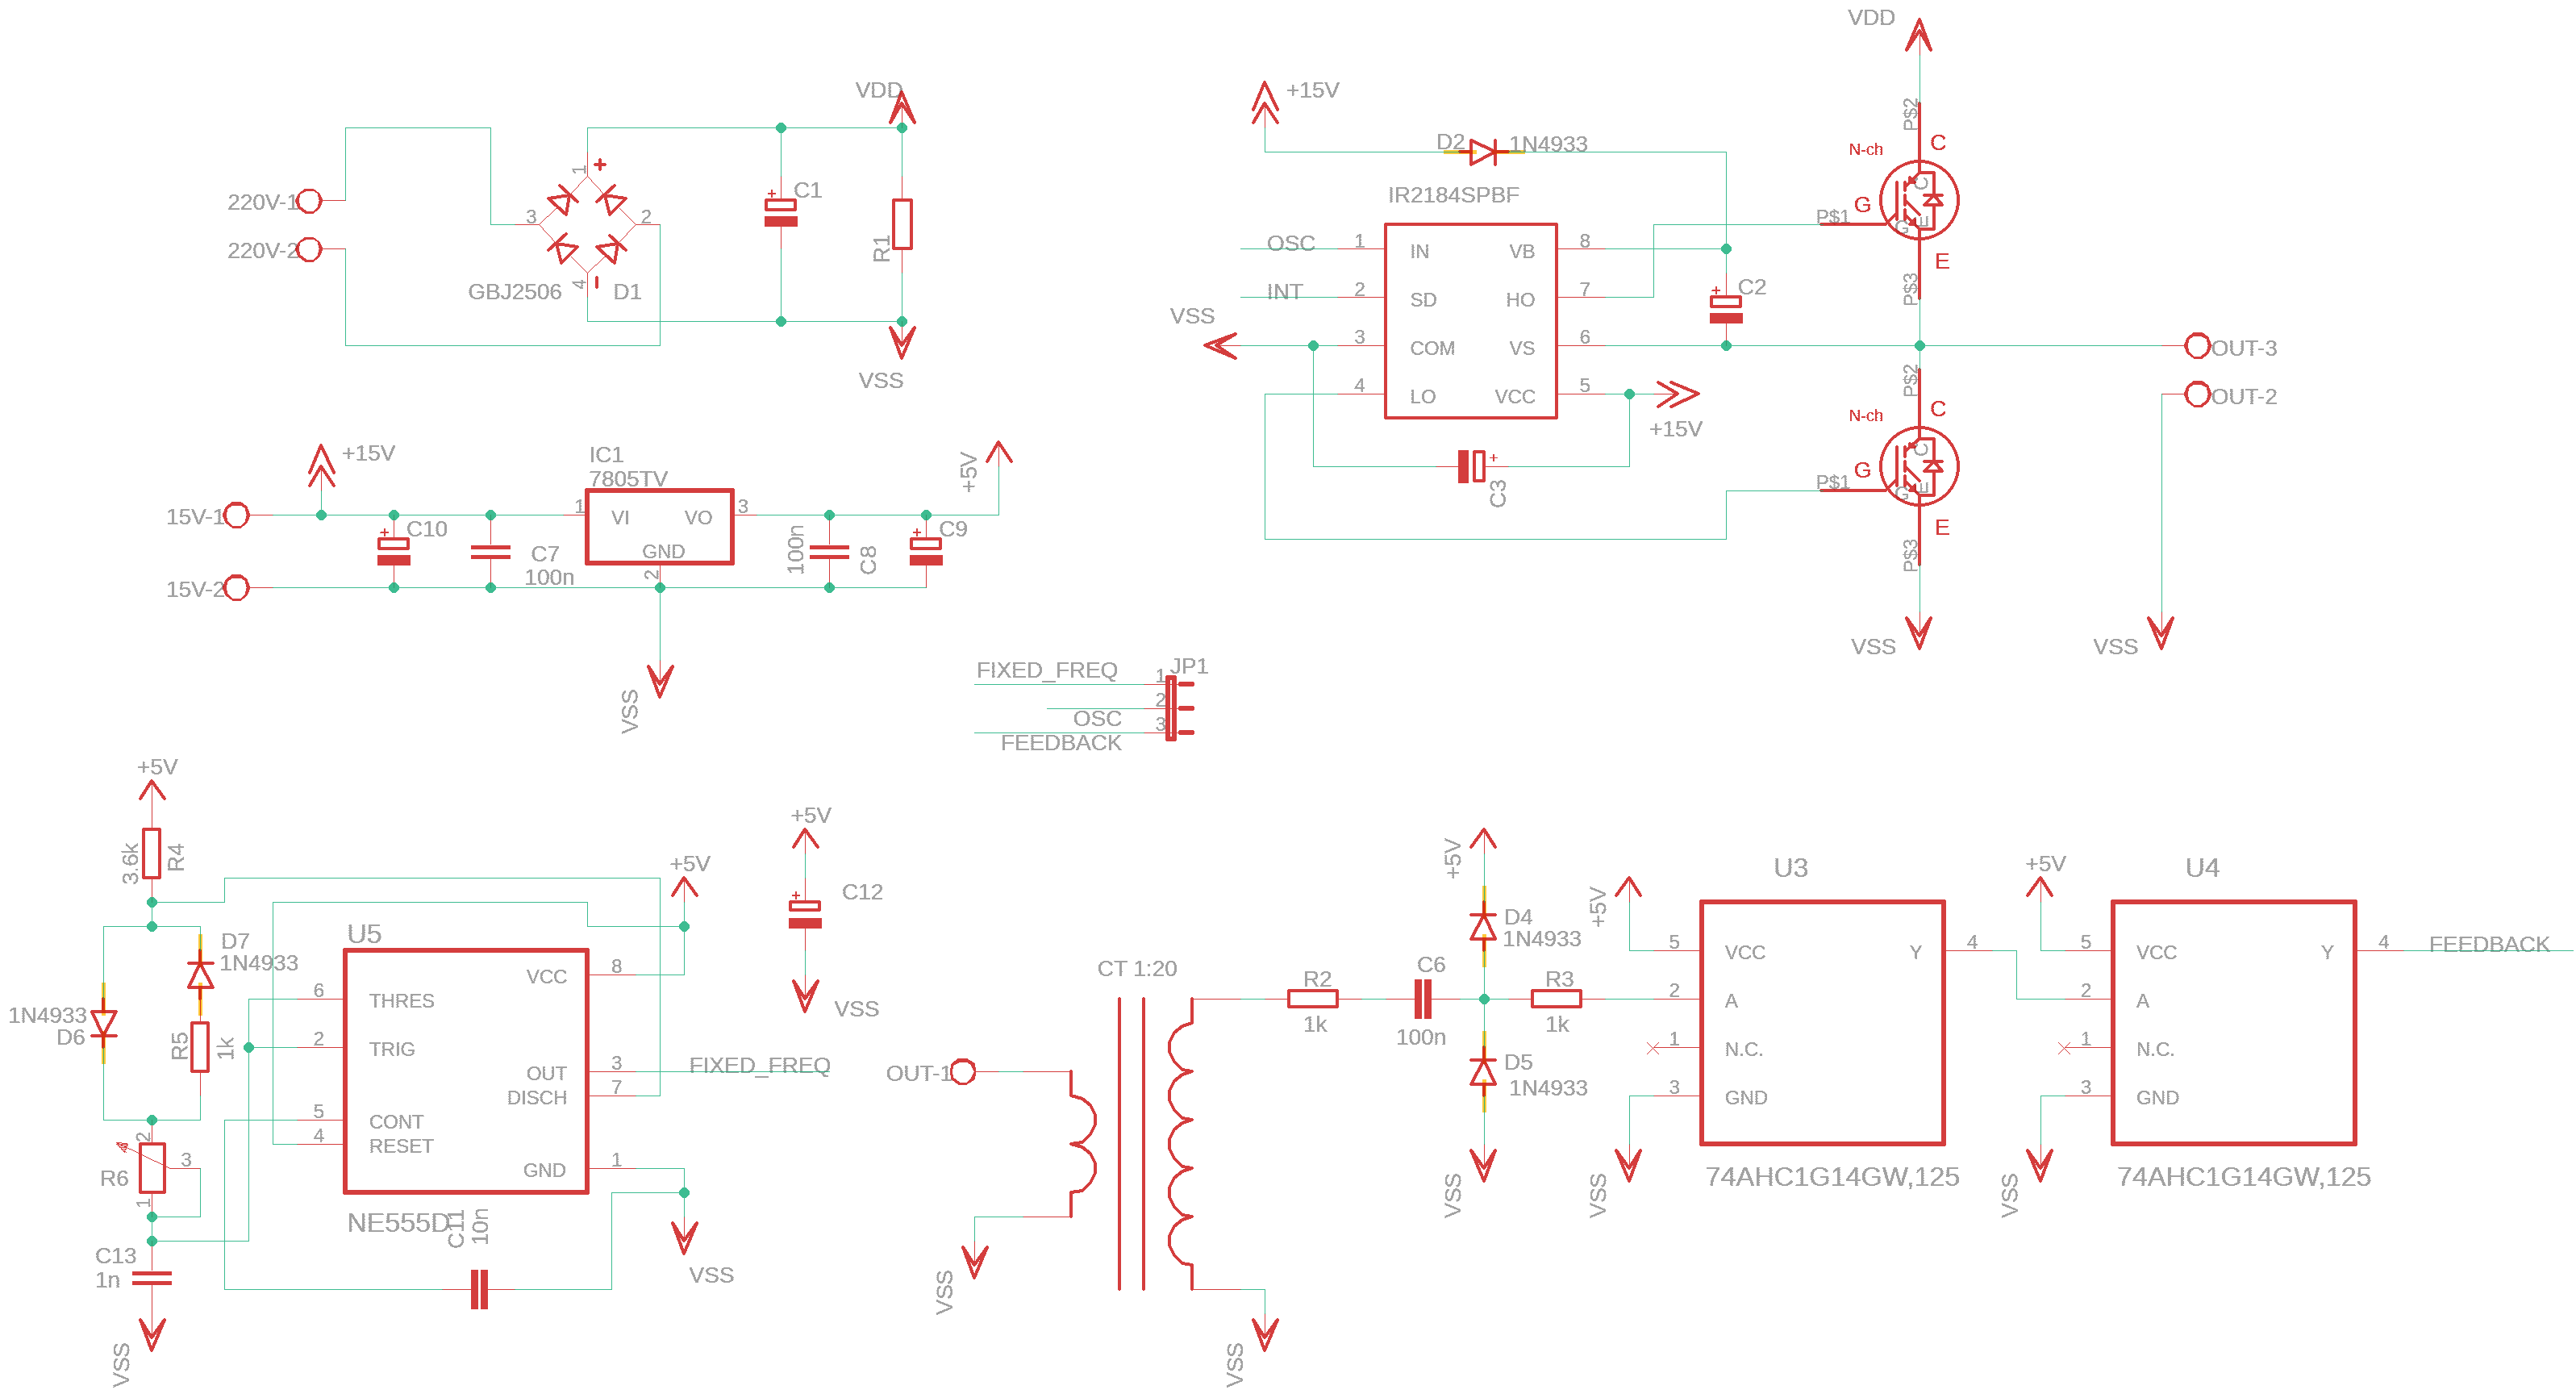 VDD
220V-1
220V-2
1
+
3
2
4
-
GBJ2506
D1
+
C1
R1
VSS
+15V
D2
1N4933
IR2184SPBF
OSC
1
IN
VB
8
INT
2
SD
HO
7
VSS
3
COM
VS
6
4
LO
VCC
5
+
C2
+15V
+
C3
VDD
P$2
C
N-ch
G
P$1
C
G
E
E
P$3
P$2
C
N-ch
G
P$1
C
G
E
E
P$3
VSS
OUT-3
OUT-2
VSS
+15V
15V-1
15V-2
+
C10
C7
100n
IC1
7805TV
1
VI
VO
3
GND
2
100n
C8
+
C9
+5V
VSS
FIXED_FREQ
1
JP1
2
OSC
3
FEEDBACK
+5V
3.6k
R4
D7
1N4933
1N4933
D6
R5
1k
2
R6
3
1
C13
1n
VSS
U5
6
THRES
2
TRIG
5
CONT
4
RESET
VCC
8
OUT
3
FIXED_FREQ
DISCH
7
GND
1
NE555D
C11
10n
+5V
VSS
+5V
+
C12
VSS
CT 1:20
OUT-1
VSS
VSS
R2
1k
C6
100n
+5V
D4
1N4933
D5
1N4933
VSS
R3
1k
+5V
U3
5
VCC
Y
4
2
A
1
N.C.
3
GND
VSS
74AHC1G14GW,125
+5V
U4
5
VCC
Y
4
FEEDBACK
2
A
1
N.C.
3
GND
VSS
74AHC1G14GW,125